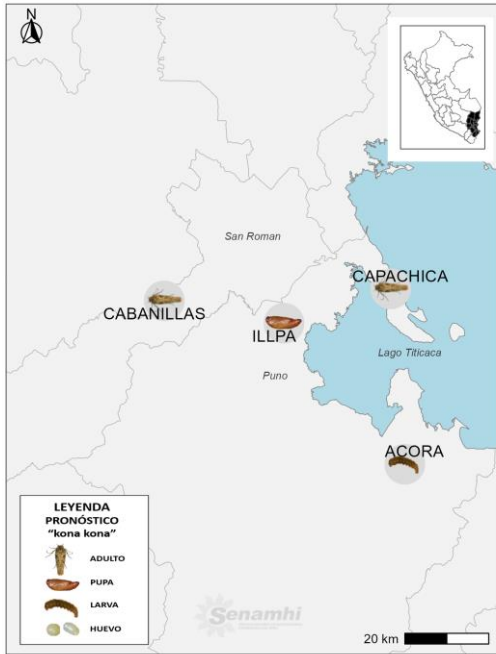 N
San Roman
CAPACHICA
CABANILLAS
ILLPA
Lago Titicaca
Puno
ACORA
LEYENDA
PRONÓSTICO
"kona kona"
ADULTO
PUPA
LARVA
HUEVO
Senamhi
20 km